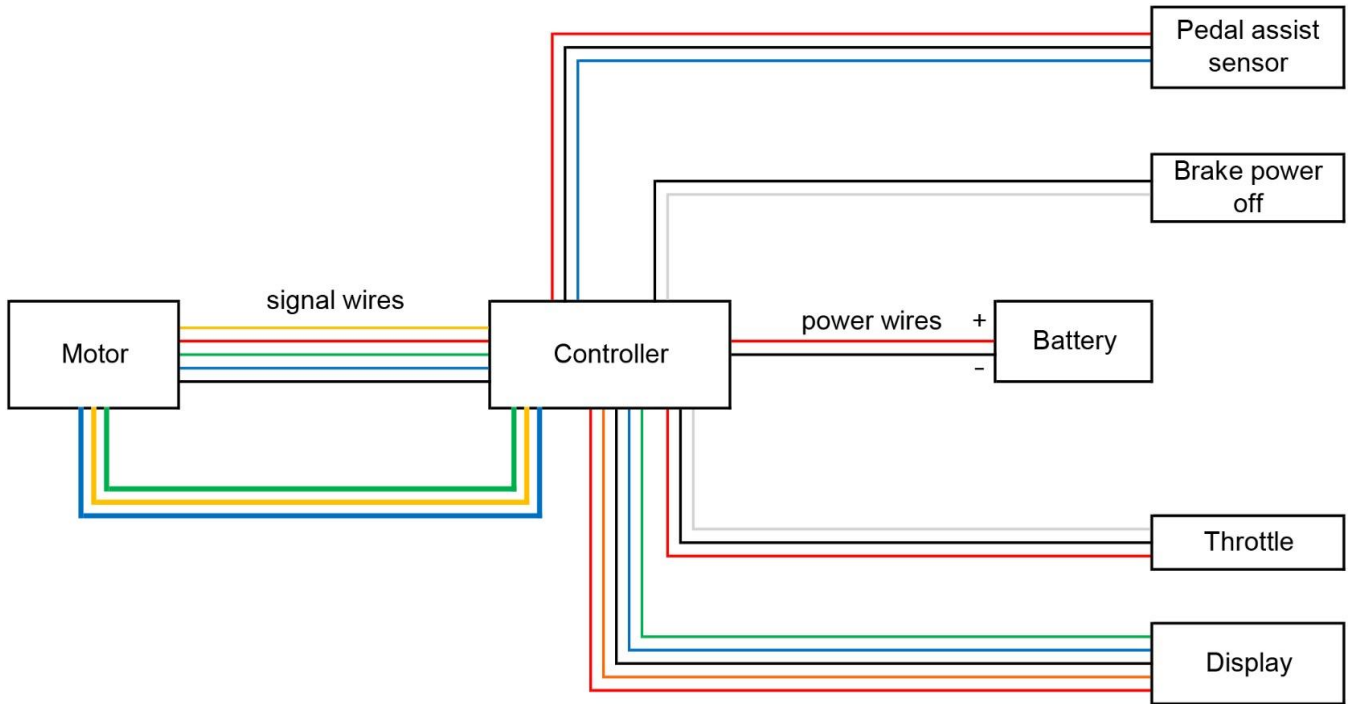 Pedal assist
sensor
Brake power
off
signal wires
power wires +
Battery
−
Motor
Controller
Throttle
Display